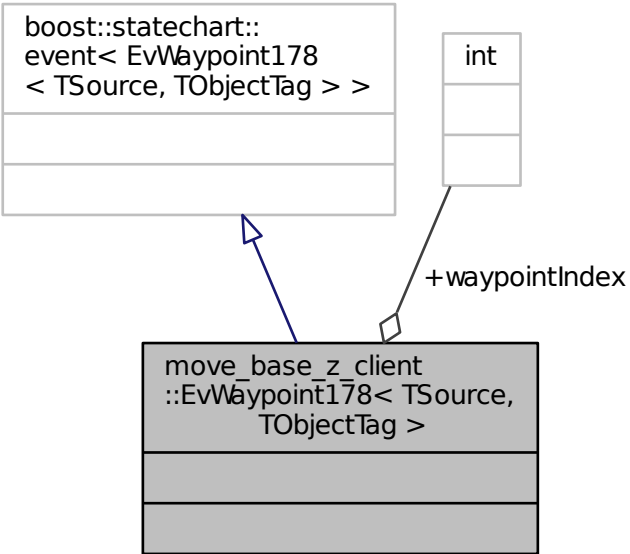 boost::statechart::
event< EvWaypoint178
< TSource, TObjectTag > >
int
+waypointIndex
move_base_z_client
::EvWaypoint178< TSource,
TObjectTag >